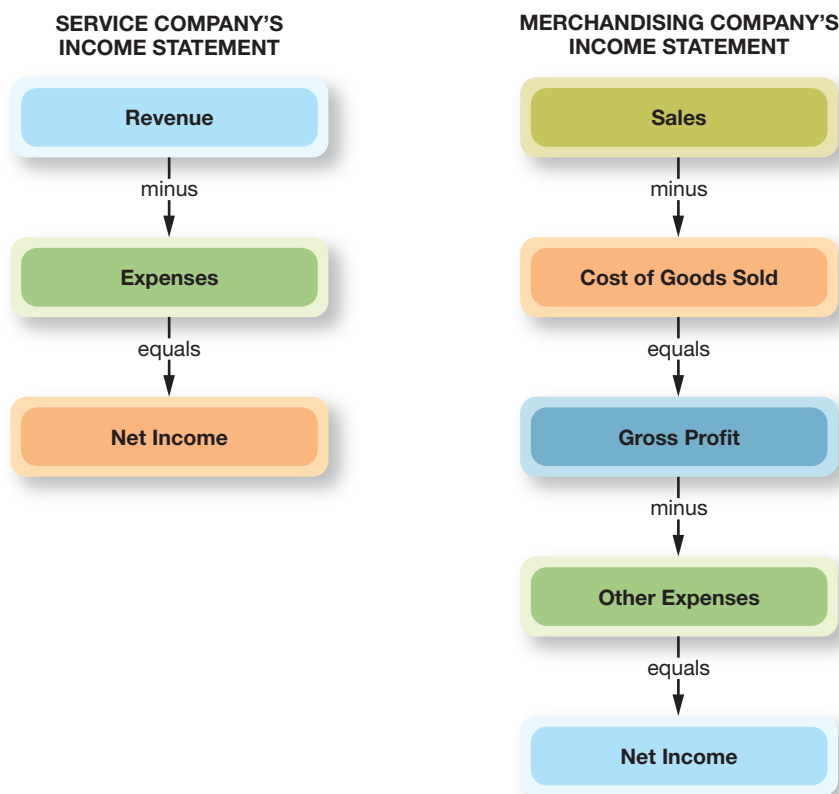 SERVICE COMPANY'S
INCOME STATEMENT
Revenue
minus
Expenses
equals
Net Income
MERCHANDISING COMPANY'S
INCOME STATEMENT
Sales
minus
Cost of Goods Sold
equals
Gross Profit
minus
Other Expenses
equals
Net Income